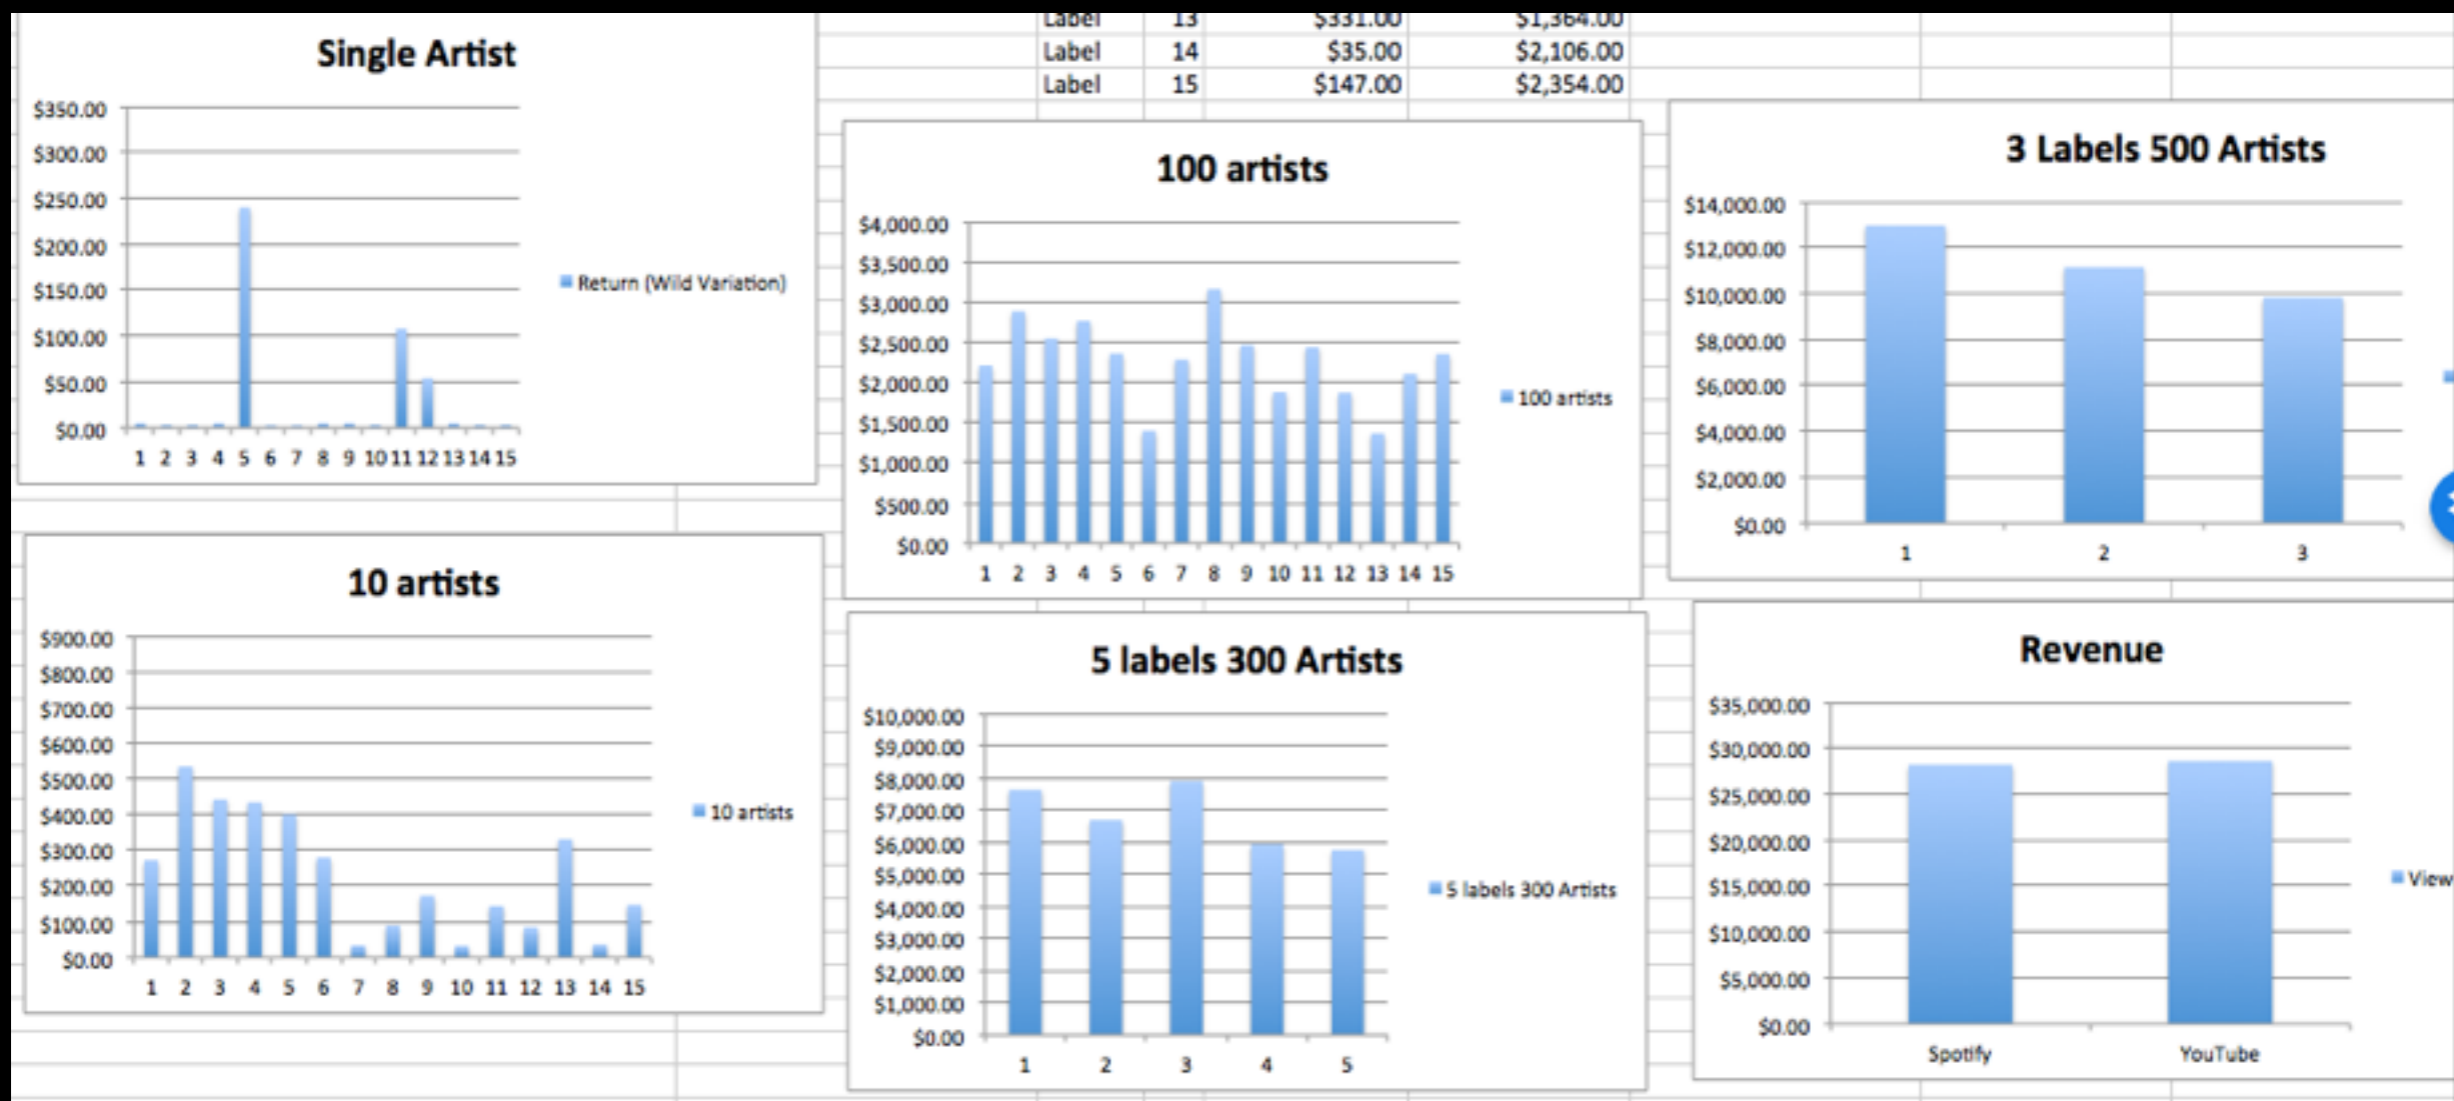 Label 13 $331.00 $1,364.00
Label 14 $35.00 $2,106.00
Label 15 $147.00 $2,354.00
Single Artist
$350.00
$300.00
$250.00
$200.00
$150.00
$100.00
$50.00
$0.00
1 2 3 4 5 6 7 8 9 10 11 12 13 14 15
Return (Wild Variation)
100 artists
$4,000.00
$3,500.00
$3,000.00
$2,500.00
$2,000.00
$1,500.00
$1,000.00
$500.00
$0.00
1 2 3 4 5 6 7 8 9 10 11 12 13 14 15
100 artists
3 Labels 500 Artists
$14,000.00
$12,000.00
$10,000.00
$8,000.00
$6,000.00
$4,000.00
$2,000.00
$0.00
1 2 3
10 artists
$900.00
$800.00
$700.00
$600.00
$500.00
$400.00
$300.00
$200.00
$100.00
$0.00
1 2 3 4 5 6 7 8 9 10 11 12 13 14 15
10 artists
5 labels 300 Artists
$10,000.00
$9,000.00
$8,000.00
$7,000.00
$6,000.00
$5,000.00
$4,000.00
$3,000.00
$2,000.00
$1,000.00
$0.00
1 2 3 4 5
5 labels 300 Artists
Revenue
$35,000.00
$30,000.00
$25,000.00
$20,000.00
$15,000.00
$10,000.00
$5,000.00
$0.00
Spotify YouTube
View